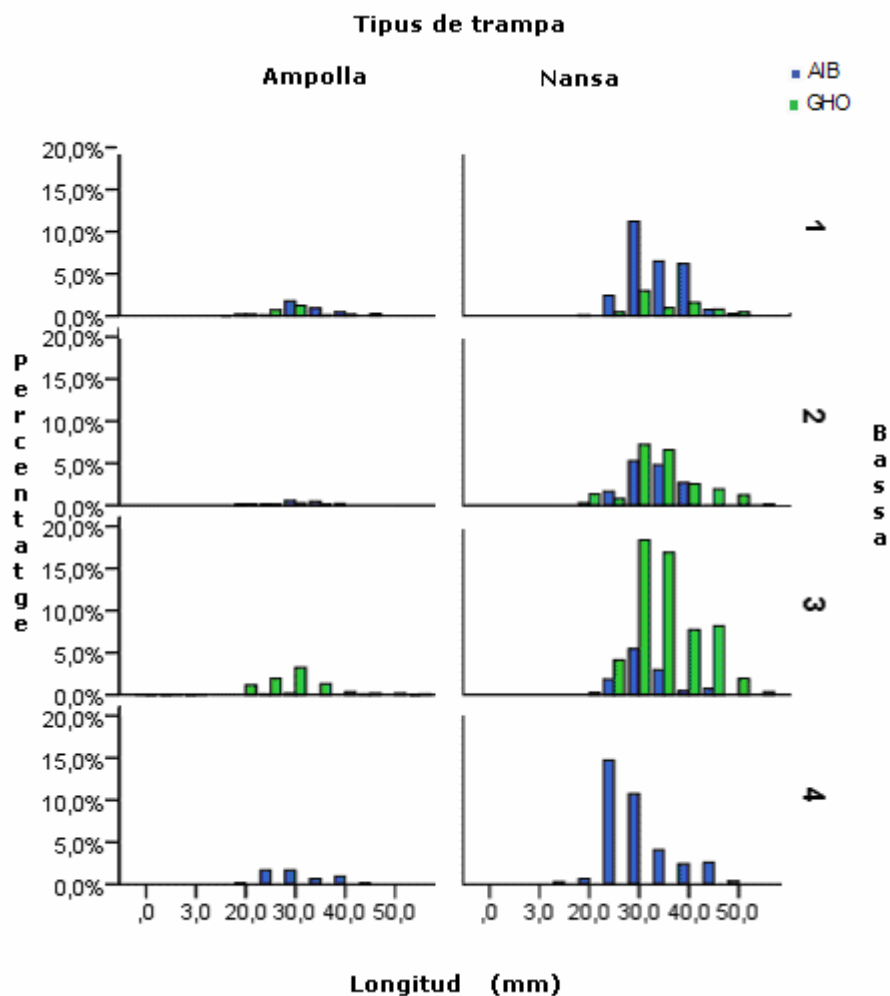 Tipus de trampa
Ampolla
Nansa
AIB
GHO
20,0%
15,0%
10,0%
5,0%
0,0%
1
20,0%
15,0%
10,0%
5,0%
0,0%
2
20,0%
15,0%
10,0%
5,0%
0,0%
3
20,0%
15,0%
10,0%
5,0%
0,0%
4
Percentatge
Bassa
,0 3,0 20,0 30,0 40,0 50,0
,0 3,0 20,0 30,0 40,0 50,0
Longitud (mm)